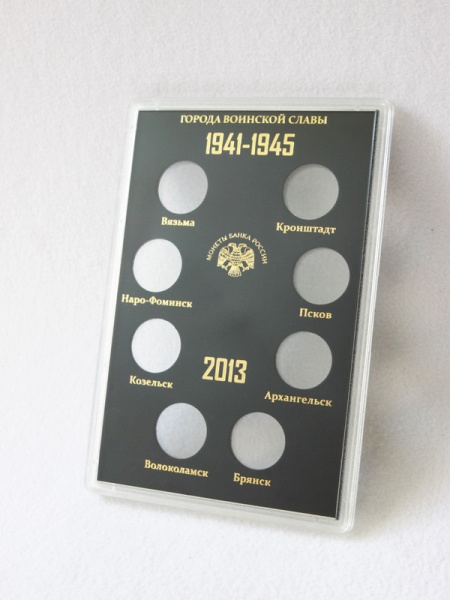 ГОРОДА ВОИНСКОЙ СЛАВЫ
1941-1945
Вязьма
Кронштадт
МОНЕТЫ БАНКА РОССИИ
Наро-Фоминск
Псков
2013
Козельск
Архангельск
Волоколамск
Брянск